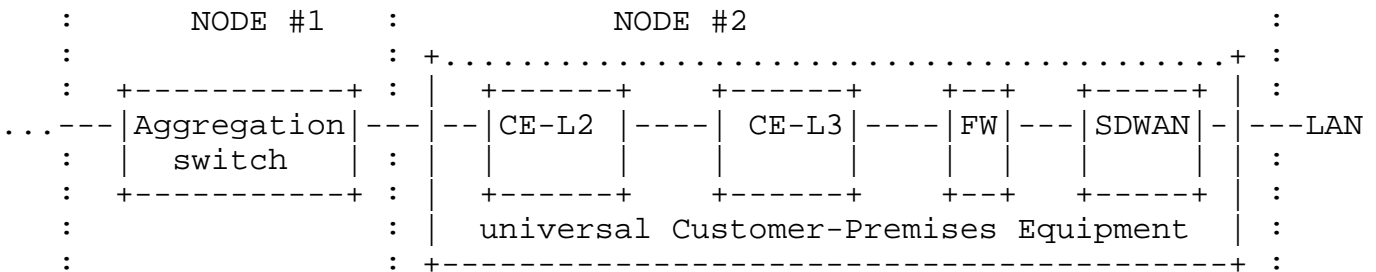 NODE #1 NODE #2
...---|Aggregation|---|--|CE-L2 |----| CE-L3|----|FW|---|SDWAN|-|---LAN
switch
universal Customer-Premises Equipment